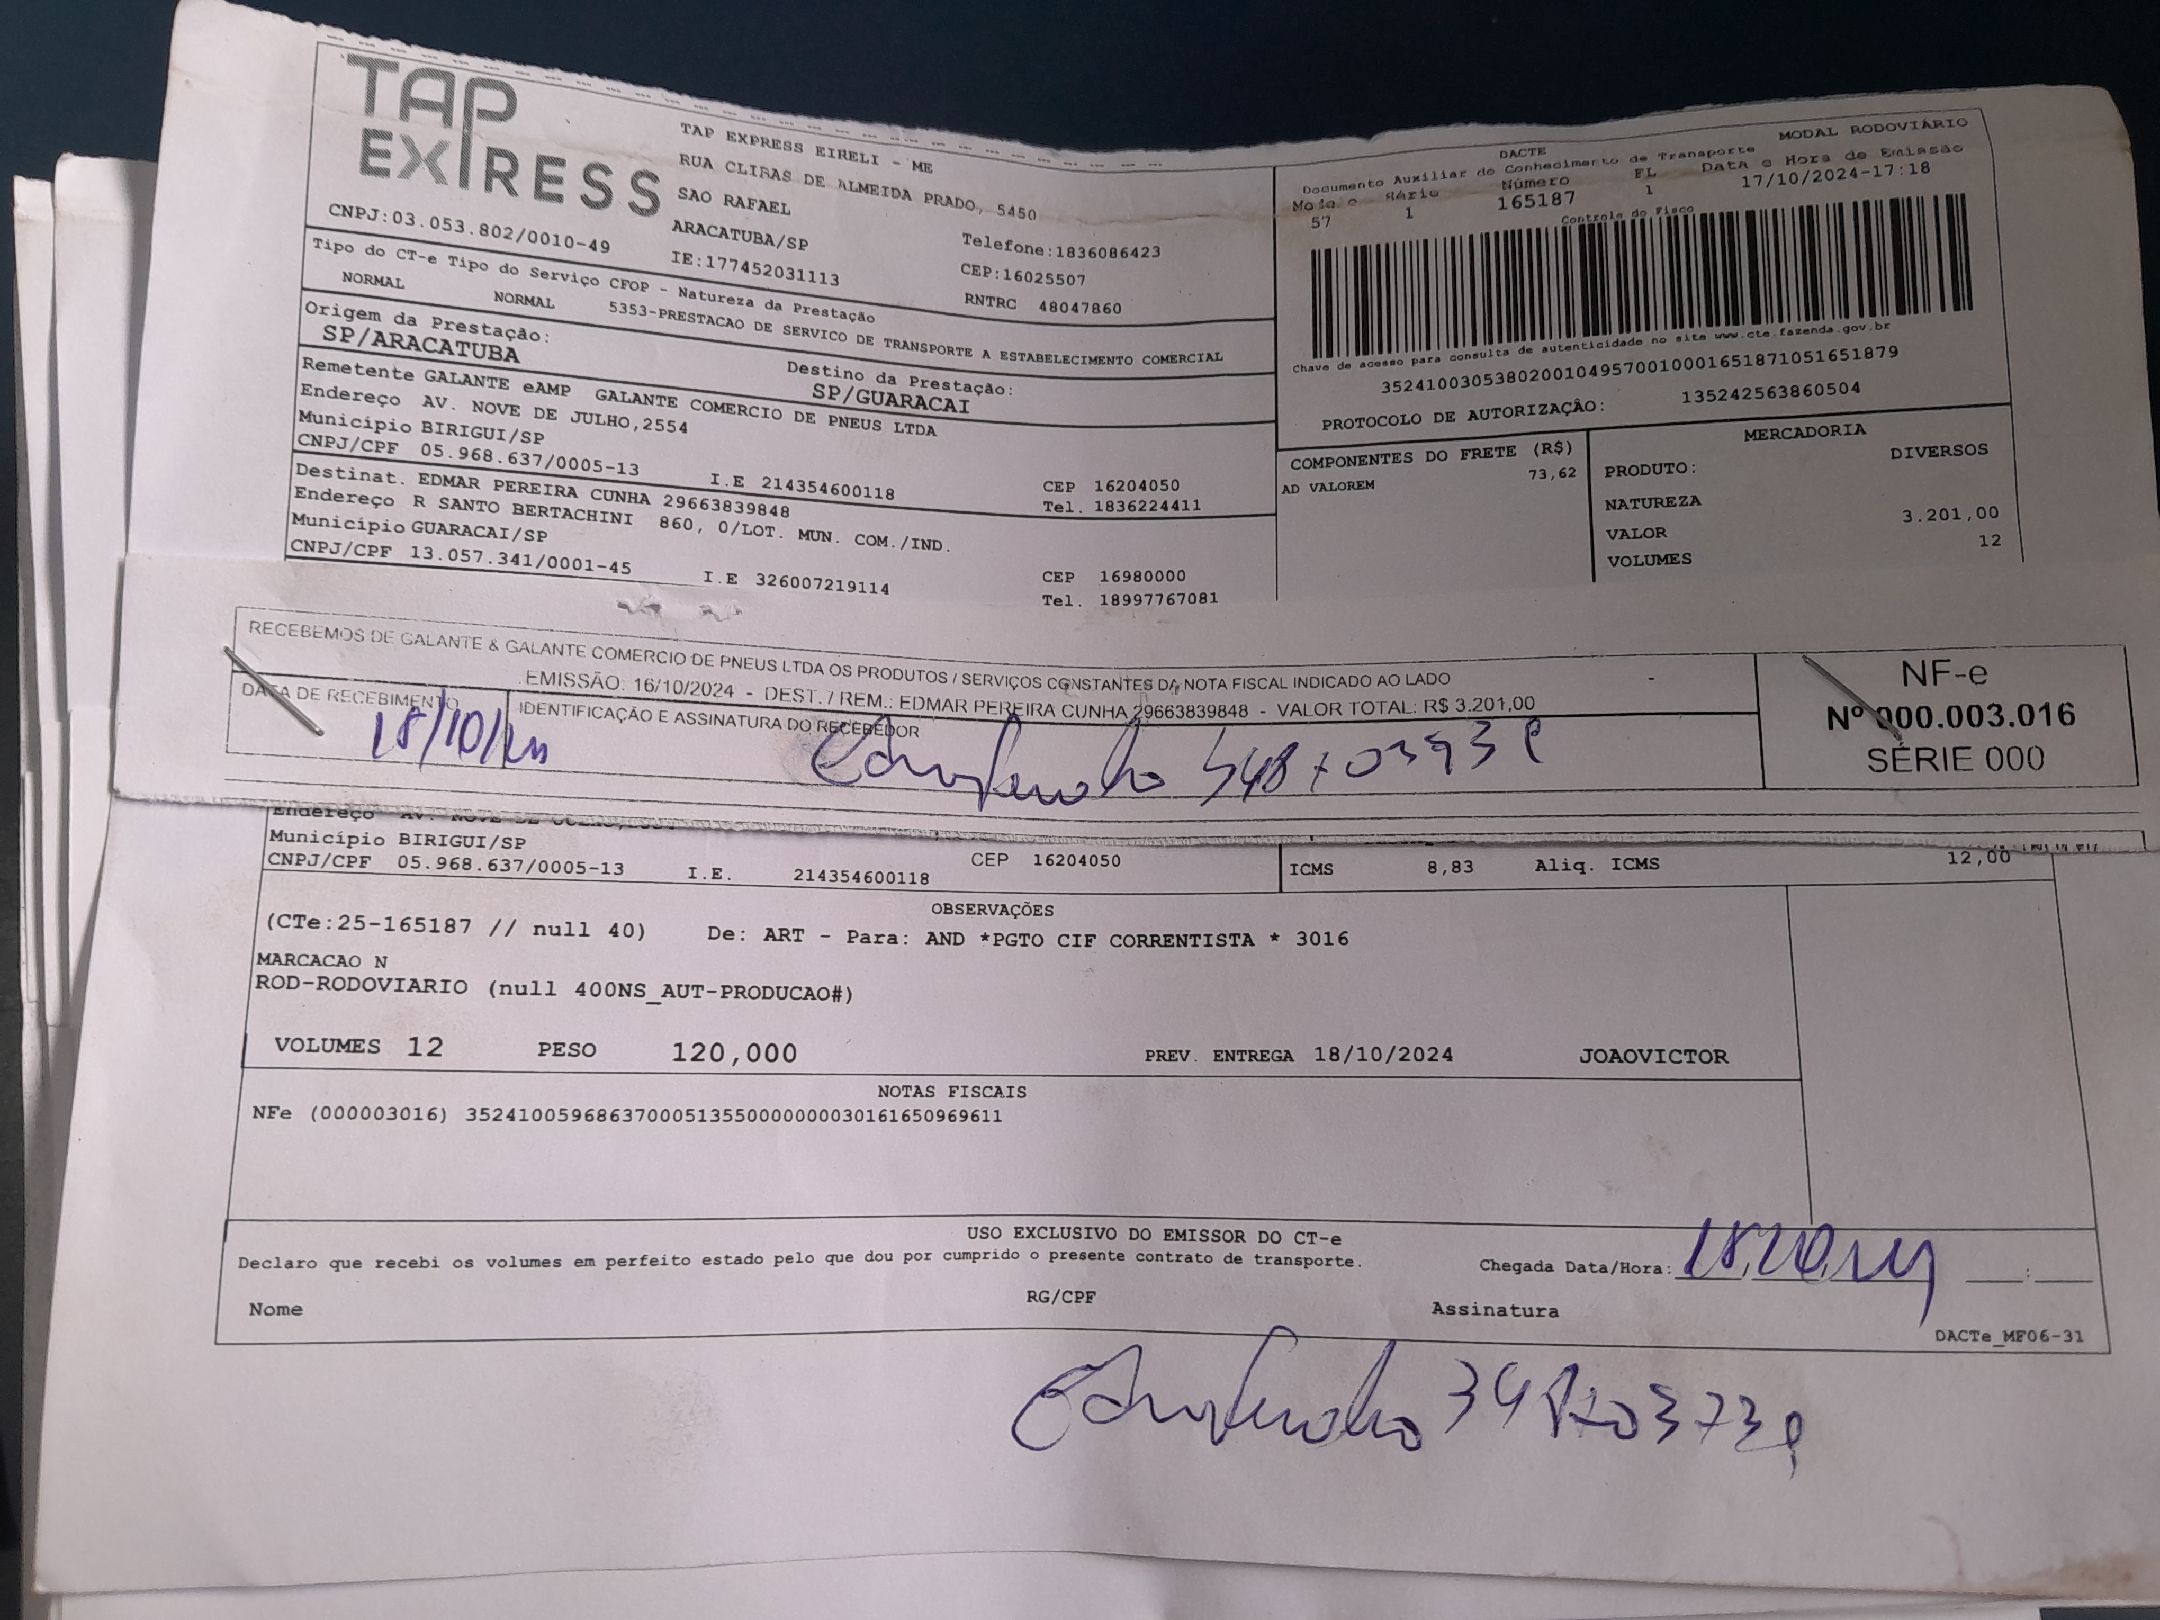 TAP
EXPRESS
TAP EXPRESS EIRELI - ME
RUA CLIBAS DE ALMEIDA PRADO, 5450
SAO RAFAEL
ARACATUBA/SP
Telefone:1836086423
CNPJ:03.053.802/0010-49
IE:177452031113
CEP:16025507
RNTRC 48047860
Tipo do CT-e Tipo do Serviço CFOP - Natureza da Prestação
NORMAL NORMAL 5353-PRESTACAO DE SERVICO DE TRANSPORTE A ESTABELECIMENTO COMERCIAL
Origem da Prestação:
SP/ARACATUBA
Destino da Prestação:
SP/GUARACAI
Remetente GALANTE eAMP GALANTE COMERCIO DE PNEUS LTDA
Endereço AV. NOVE DE JULHO,2554
Município BIRIGUI/SP
CNPJ/CPF 05.968.637/0005-13 I.E 214354600118
CEP 16204050
Tel. 1836224411
Destinat. EDMAR PEREIRA CUNHA 29663839848
Endereço R SANTO BERTACHINI 860, 0/LOT. MUN. COM./IND.
Município GUARACAI/SP
CNPJ/CPF 13.057.341/0001-45 I.E 326007219114
CEP 16980000
Tel. 18997767081
DACTE MODAL RODOVIÁRIO
Documento Auxiliar do Conhecimento de Transporte
Modelo Série Número FL Data e Hora de Emissão
57 1 165187 1 17/10/2024-17:18
Controle do Fisco
Chave de acesso para consulta de autenticidade no site www.cte.fazenda.gov.br
35241003053802001049570010001651871051651879
PROTOCOLO DE AUTORIZAÇÃO: 135242563860504
COMPONENTES DO FRETE (R$)
AD VALOREM 73,62
MERCADORIA
PRODUTO: DIVERSOS
NATUREZA
VALOR 3.201,00
VOLUMES 12
RECEBEMOS DE GALANTE & GALANTE COMERCIO DE PNEUS LTDA OS PRODUTOS / SERVIÇOS CONSTANTES DA NOTA FISCAL INDICADO AO LADO
EMISSÃO: 16/10/2024 - DEST. / REM.: EDMAR PEREIRA CUNHA 29663839848 - VALOR TOTAL: R$ 3.201,00
DATA DE RECEBIMENTO
18/10/
IDENTIFICAÇÃO E ASSINATURA DO RECEBEDOR
NF-e
Nº 000.003.016
SÉRIE 000
Endereço AV. NOVE DE JULHO,2554
Município BIRIGUI/SP
CNPJ/CPF 05.968.637/0005-13 I.E. 214354600118
CEP 16204050
ICMS 8,83 Aliq. ICMS 12,00
OBSERVAÇÕES
(CTe:25-165187 // null 40) De: ART - Para: AND *PGTO CIF CORRENTISTA * 3016
MARCACAO N
ROD-RODOVIARIO (null 400NS_AUT-PRODUCAO#)
VOLUMES 12 PESO 120,000 PREV. ENTREGA 18/10/2024 JOAOVICTOR
NOTAS FISCAIS
NFe (000003016) 35241005968637000513550000000030161650969611
USO EXCLUSIVO DO EMISSOR DO CT-e
Declaro que recebi os volumes em perfeito estado pelo que dou por cumprido o presente contrato de transporte.
Chegada Data/Hora: 18,10, :
Nome RG/CPF Assinatura
DACTe_MF06-31